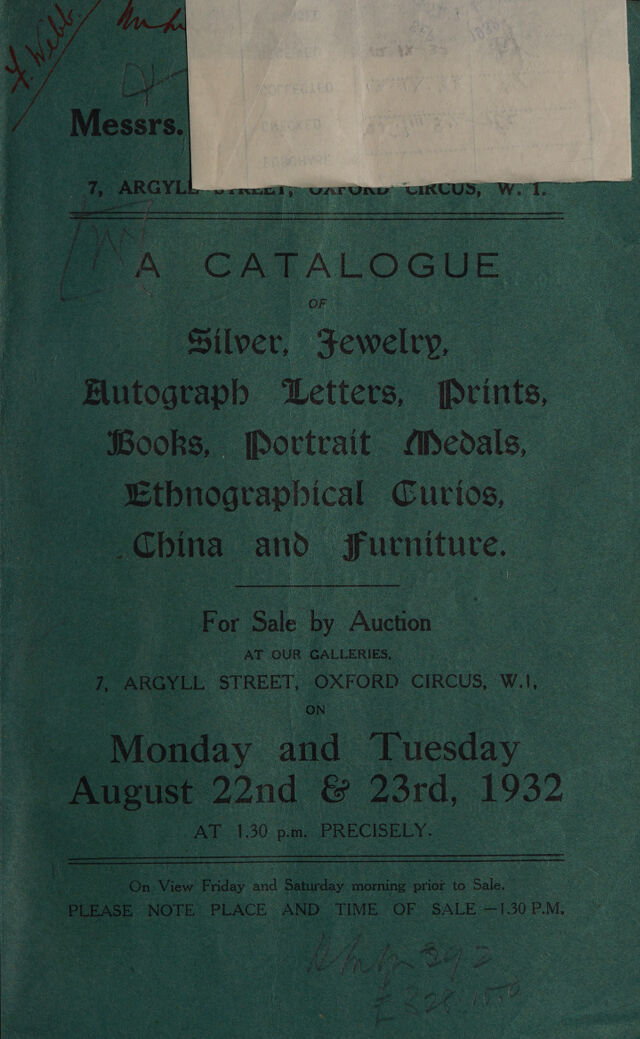 F. Webb.
Messrs.
7, ARGYLL STREET, OXFORD CIRCUS, W. 1.
A CATALOGUE
OF
Silver, Jewelry,
Autograph Letters, Prints,
Books, Portrait Medals,
Ethnographical Curios,
China and Furniture.
For Sale by Auction
AT OUR GALLERIES,
7, ARGYLL STREET, OXFORD CIRCUS, W.1,
ON
Monday and Tuesday
August 22nd & 23rd, 1932
AT 1.30 p.m. PRECISELY.
On View Friday and Saturday morning prior to Sale.
PLEASE NOTE PLACE AND TIME OF SALE —1.30 P.M.